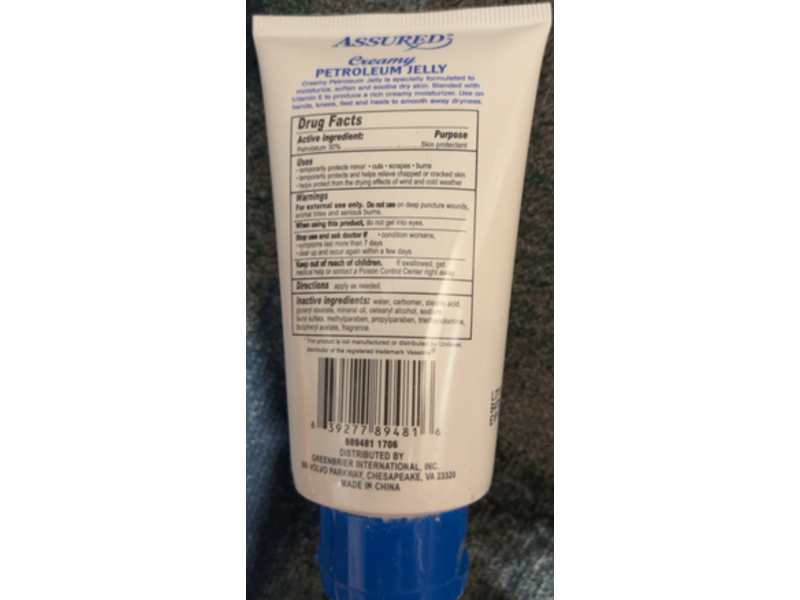 ASSURED
Creamy
PETROLEUM JELLY
Creamy Petroleum Jelly is specially formulated to
moisturize, soften and soothe dry skin. Blended with
Vitamin E to produce a rich creamy moisturizer. Use on
hands, knees, feet and heels to smooth away dryness.
Drug Facts
Active ingredient: Purpose
Petrolatum 30% Skin protectant
Uses
• temporarily protects minor: • cuts • scrapes • burns
• temporarily protects and helps relieve chapped or cracked skin
• helps protect from the drying effects of wind and cold weather
Warnings
For external use only. Do not use on deep puncture wounds,
animal bites and serious burns.
When using this product, do not get into eyes.
Stop use and ask doctor if • condition worsens,
• symptoms last more than 7 days
• clear up and occur again within a few days.
Keep out of reach of children. If swallowed, get
medical help or contact a Poison Control Center right away
Directions apply as needed.
Inactive ingredients: water, carbomer, stearic acid,
glyceryl stearate, mineral oil, cetearyl alcohol, sodium
lauryl sulfate, methylparaben, propylparaben, triethanolamine,
tocopheryl acetate, fragrance.
*This product is not manufactured or distributed by Unilever,
distributor of the registered trademark Vaseline®
6 39277 89481 6
989481 1706
DISTRIBUTED BY
GREENBRIER INTERNATIONAL, INC.
VOLVO PARKWAY, CHESAPEAKE, VA 23320
MADE IN CHINA